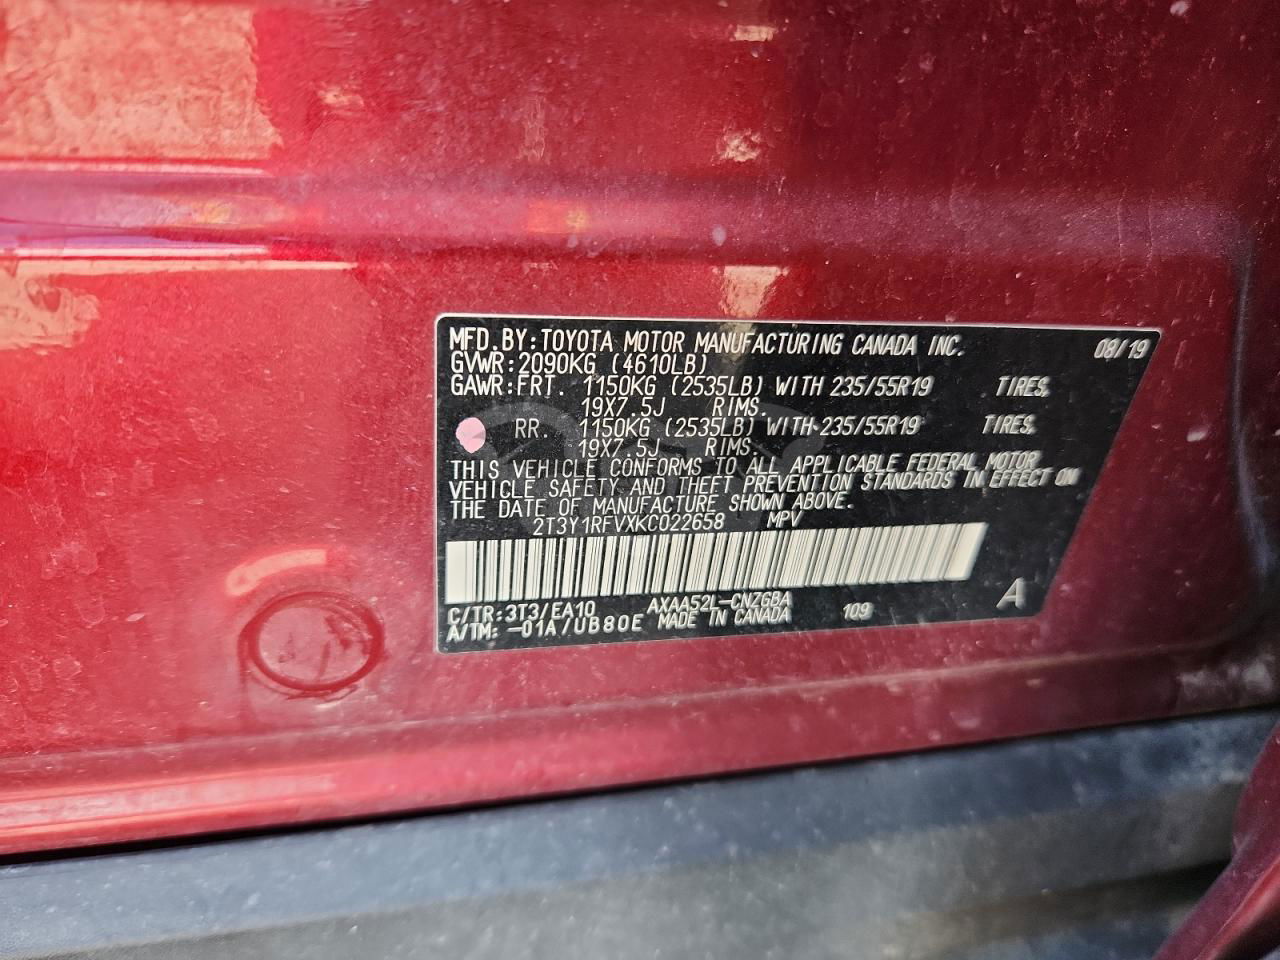 MFD.BY:TOYOTA MOTOR MANUFACTURING CANADA INC. 08/19
GVWR:2090KG (4610LB)
GAWR:FRT. 1150KG (2535LB) WITH 235/55R19 TIRES,
19X7.5J RIMS.
RR. 1150KG (2535LB) WITH 235/55R19 TIRES,
19X7.5J RIMS.
THIS VEHICLE CONFORMS TO ALL APPLICABLE FEDERAL MOTOR
VEHICLE SAFETY AND THEFT PREVENTION STANDARDS IN EFFECT ON
THE DATE OF MANUFACTURE SHOWN ABOVE.
2T3Y1RFVXKC022658 MPV
C/TR:3T3/EA10 AXAA52L-CNZGBA 109 A
A/TM: -01A/UB80E MADE IN CANADA